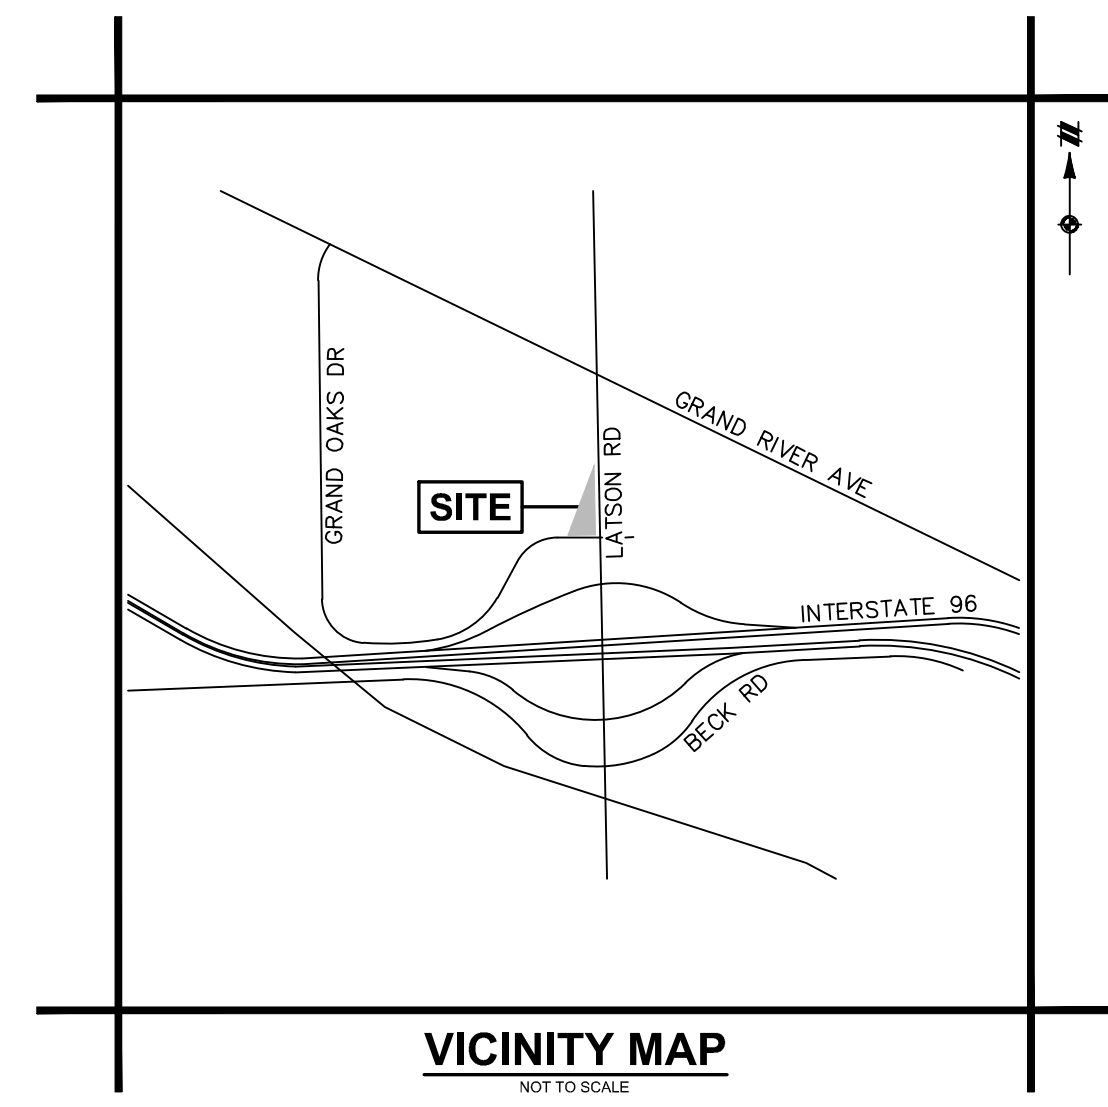 N
GRAND OAKS DR
GRAND RIVER AVE
LATSON RD
SITE
INTERSTATE 96
BECK RD
VICINITY MAP
NOT TO SCALE